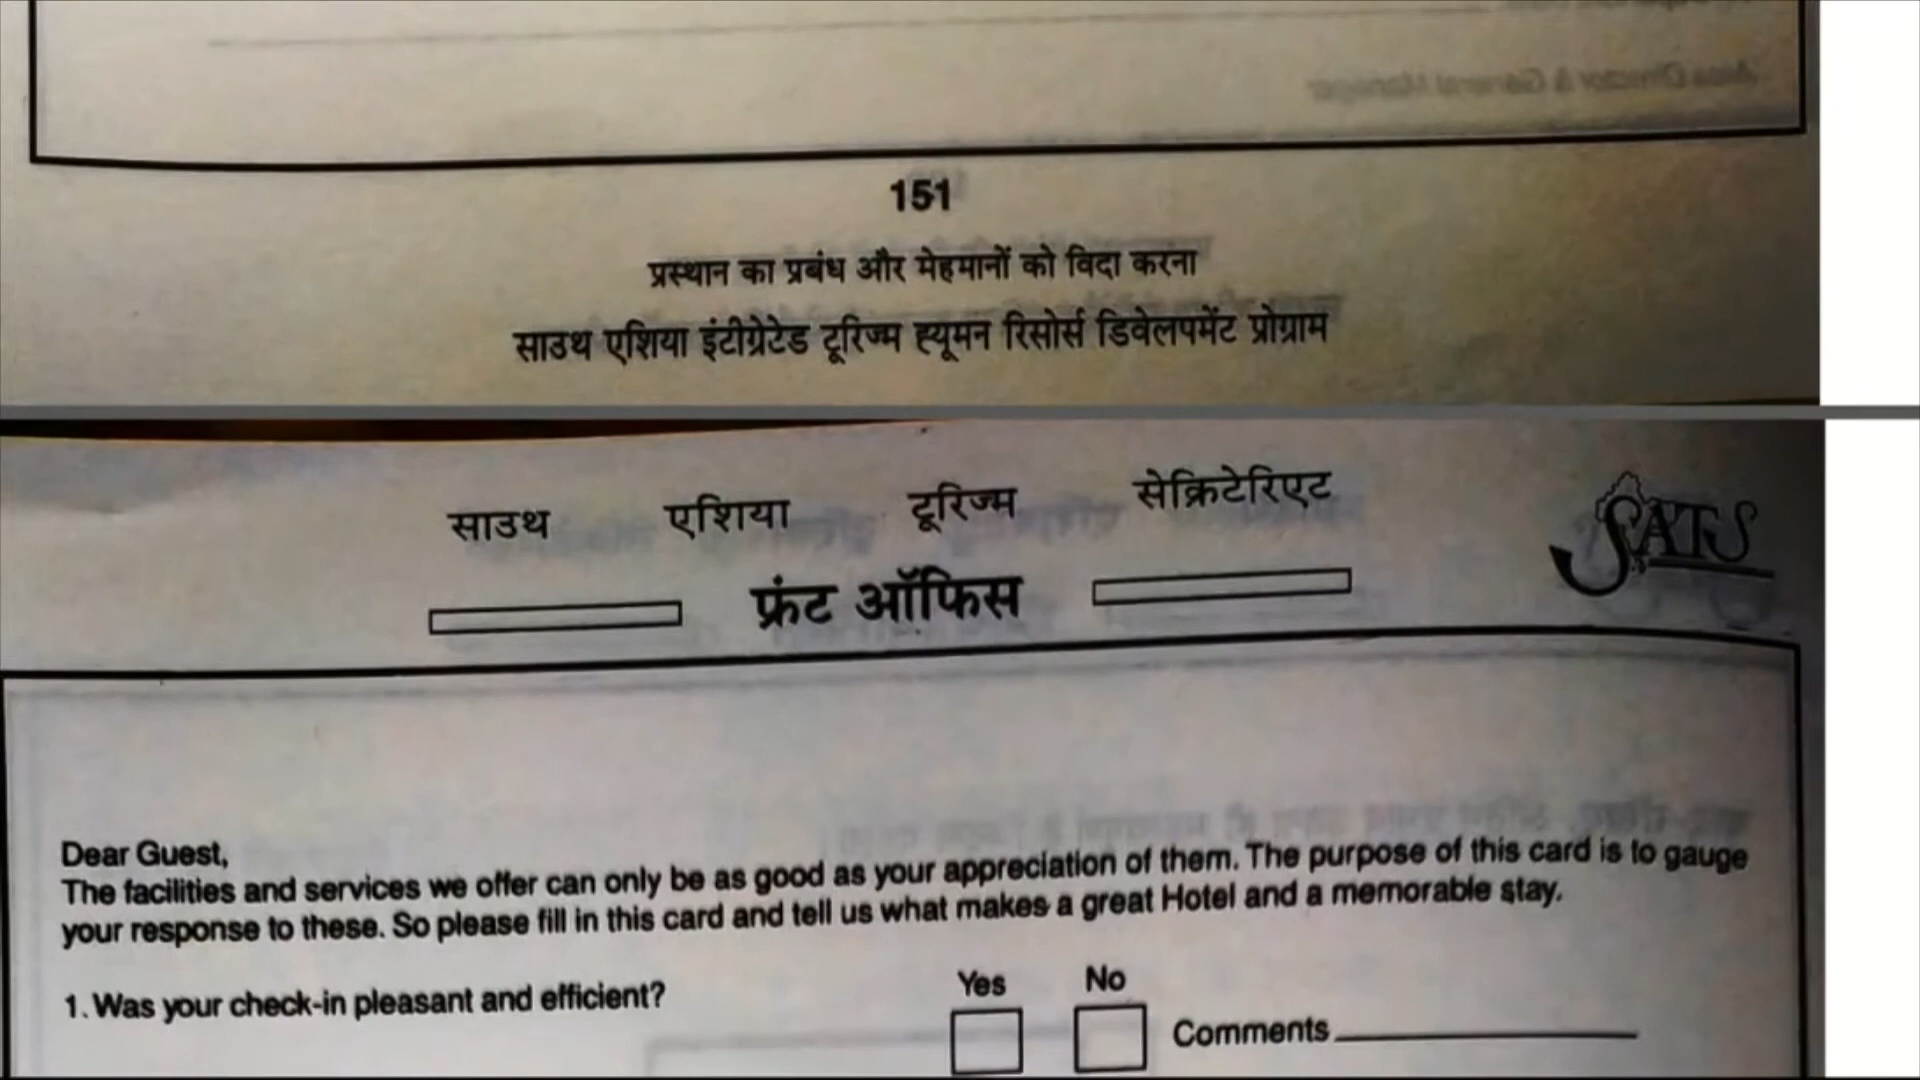 151
प्रस्थान का प्रबंध और मेहमानों को विदा करना
साउथ एशिया इंटीग्रेटेड टूरिज्म ह्यूमन रिसोर्स डिवेलपमेंट प्रोग्राम
साउथ एशिया टूरिज्म सेक्रिटेरिएट
SATS
फ्रंट ऑफिस
Dear Guest,
The facilities and services we offer can only be as good as your appreciation of them. The purpose of this card is to gauge
your response to these. So please fill in this card and tell us what makes a great Hotel and a memorable stay.
Yes No
1. Was your check-in pleasant and efficient?
Comments